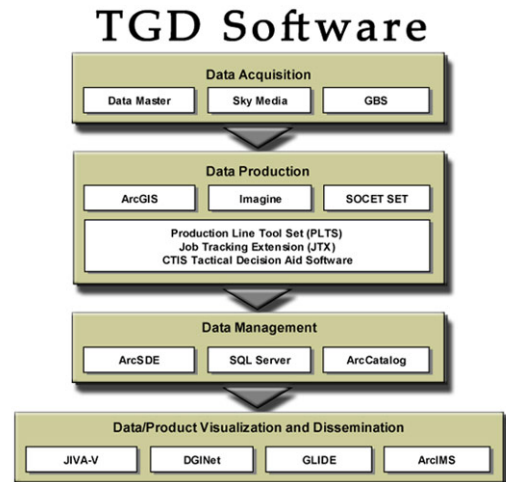 TGD Software
Data Acquisition
Data Master
Sky Media
GBS
Data Production
ArcGIS
Imagine
SOCET SET
Production Line Tool Set (PLTS)
Job Tracking Extension (JTX)
CTIS Tactical Decision Aid Software
Data Management
ArcSDE
SQL Server
ArcCatalog
Data/Product Visualization and Dissemination
JIVA-V
DGINet
GLIDE
ArcIMS